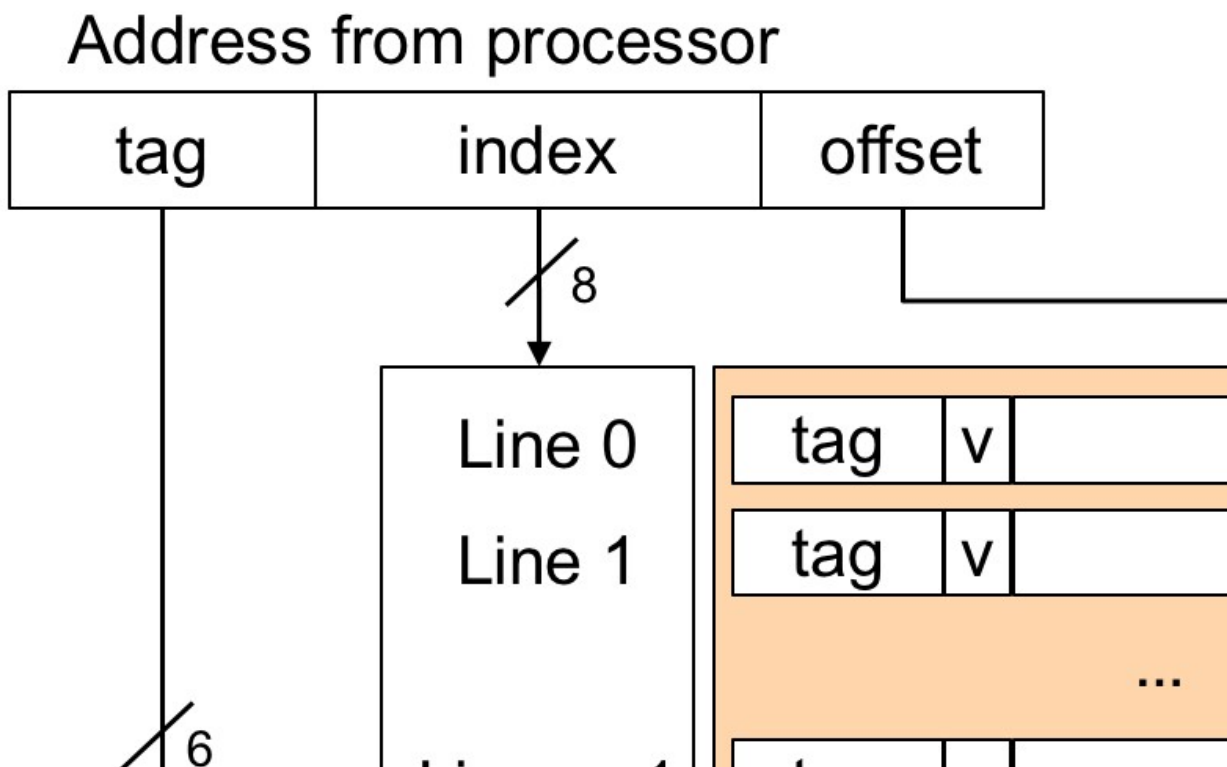 Address from processor
tag index offset
8
Line 0 tag v
Line 1 tag v
...
6